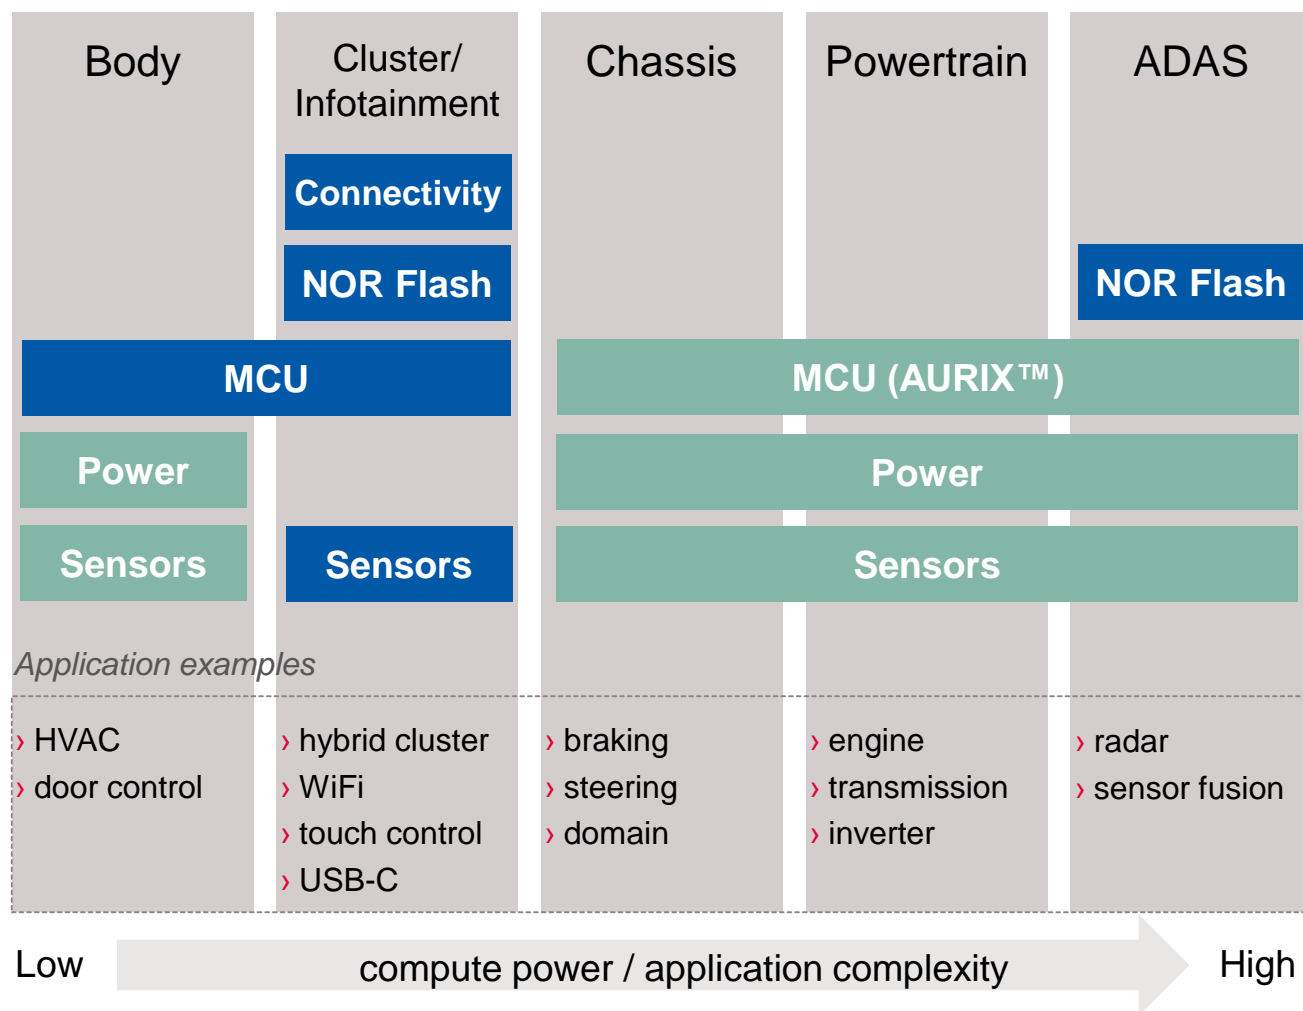 Body
Cluster/
Infotainment
Chassis
Powertrain
ADAS
Connectivity
NOR Flash
NOR Flash
MCU
MCU (AURIX™)
Power
Power
Sensors
Sensors
Sensors
Application examples
› HVAC
› door control
› hybrid cluster
› WiFi
› touch control
› USB-C
› braking
› steering
› domain
› engine
› transmission
› inverter
› radar
› sensor fusion
Low
compute power / application complexity
High